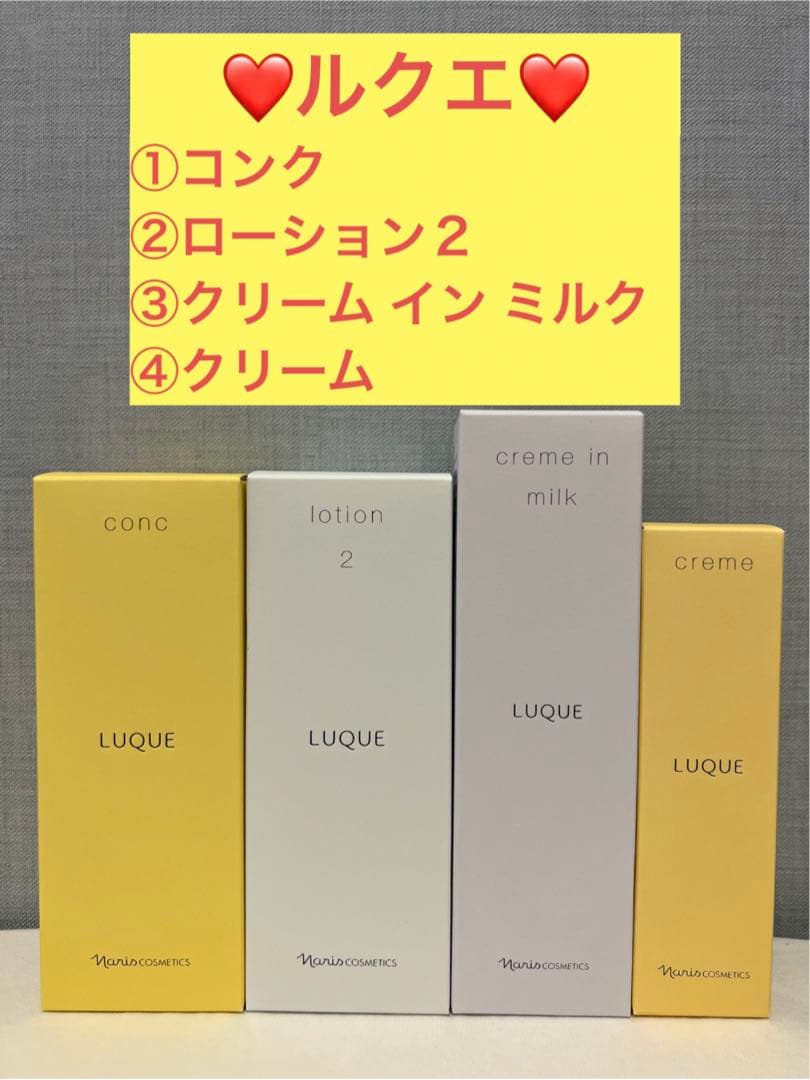 ❤️ルクエ❤️
①コンク
②ローション２
③クリーム イン ミルク
④クリーム
conc
LUQUE
naris COSMETICS
lotion
2
LUQUE
naris COSMETICS
creme in
milk
LUQUE
naris COSMETICS
creme
LUQUE
naris COSMETICS